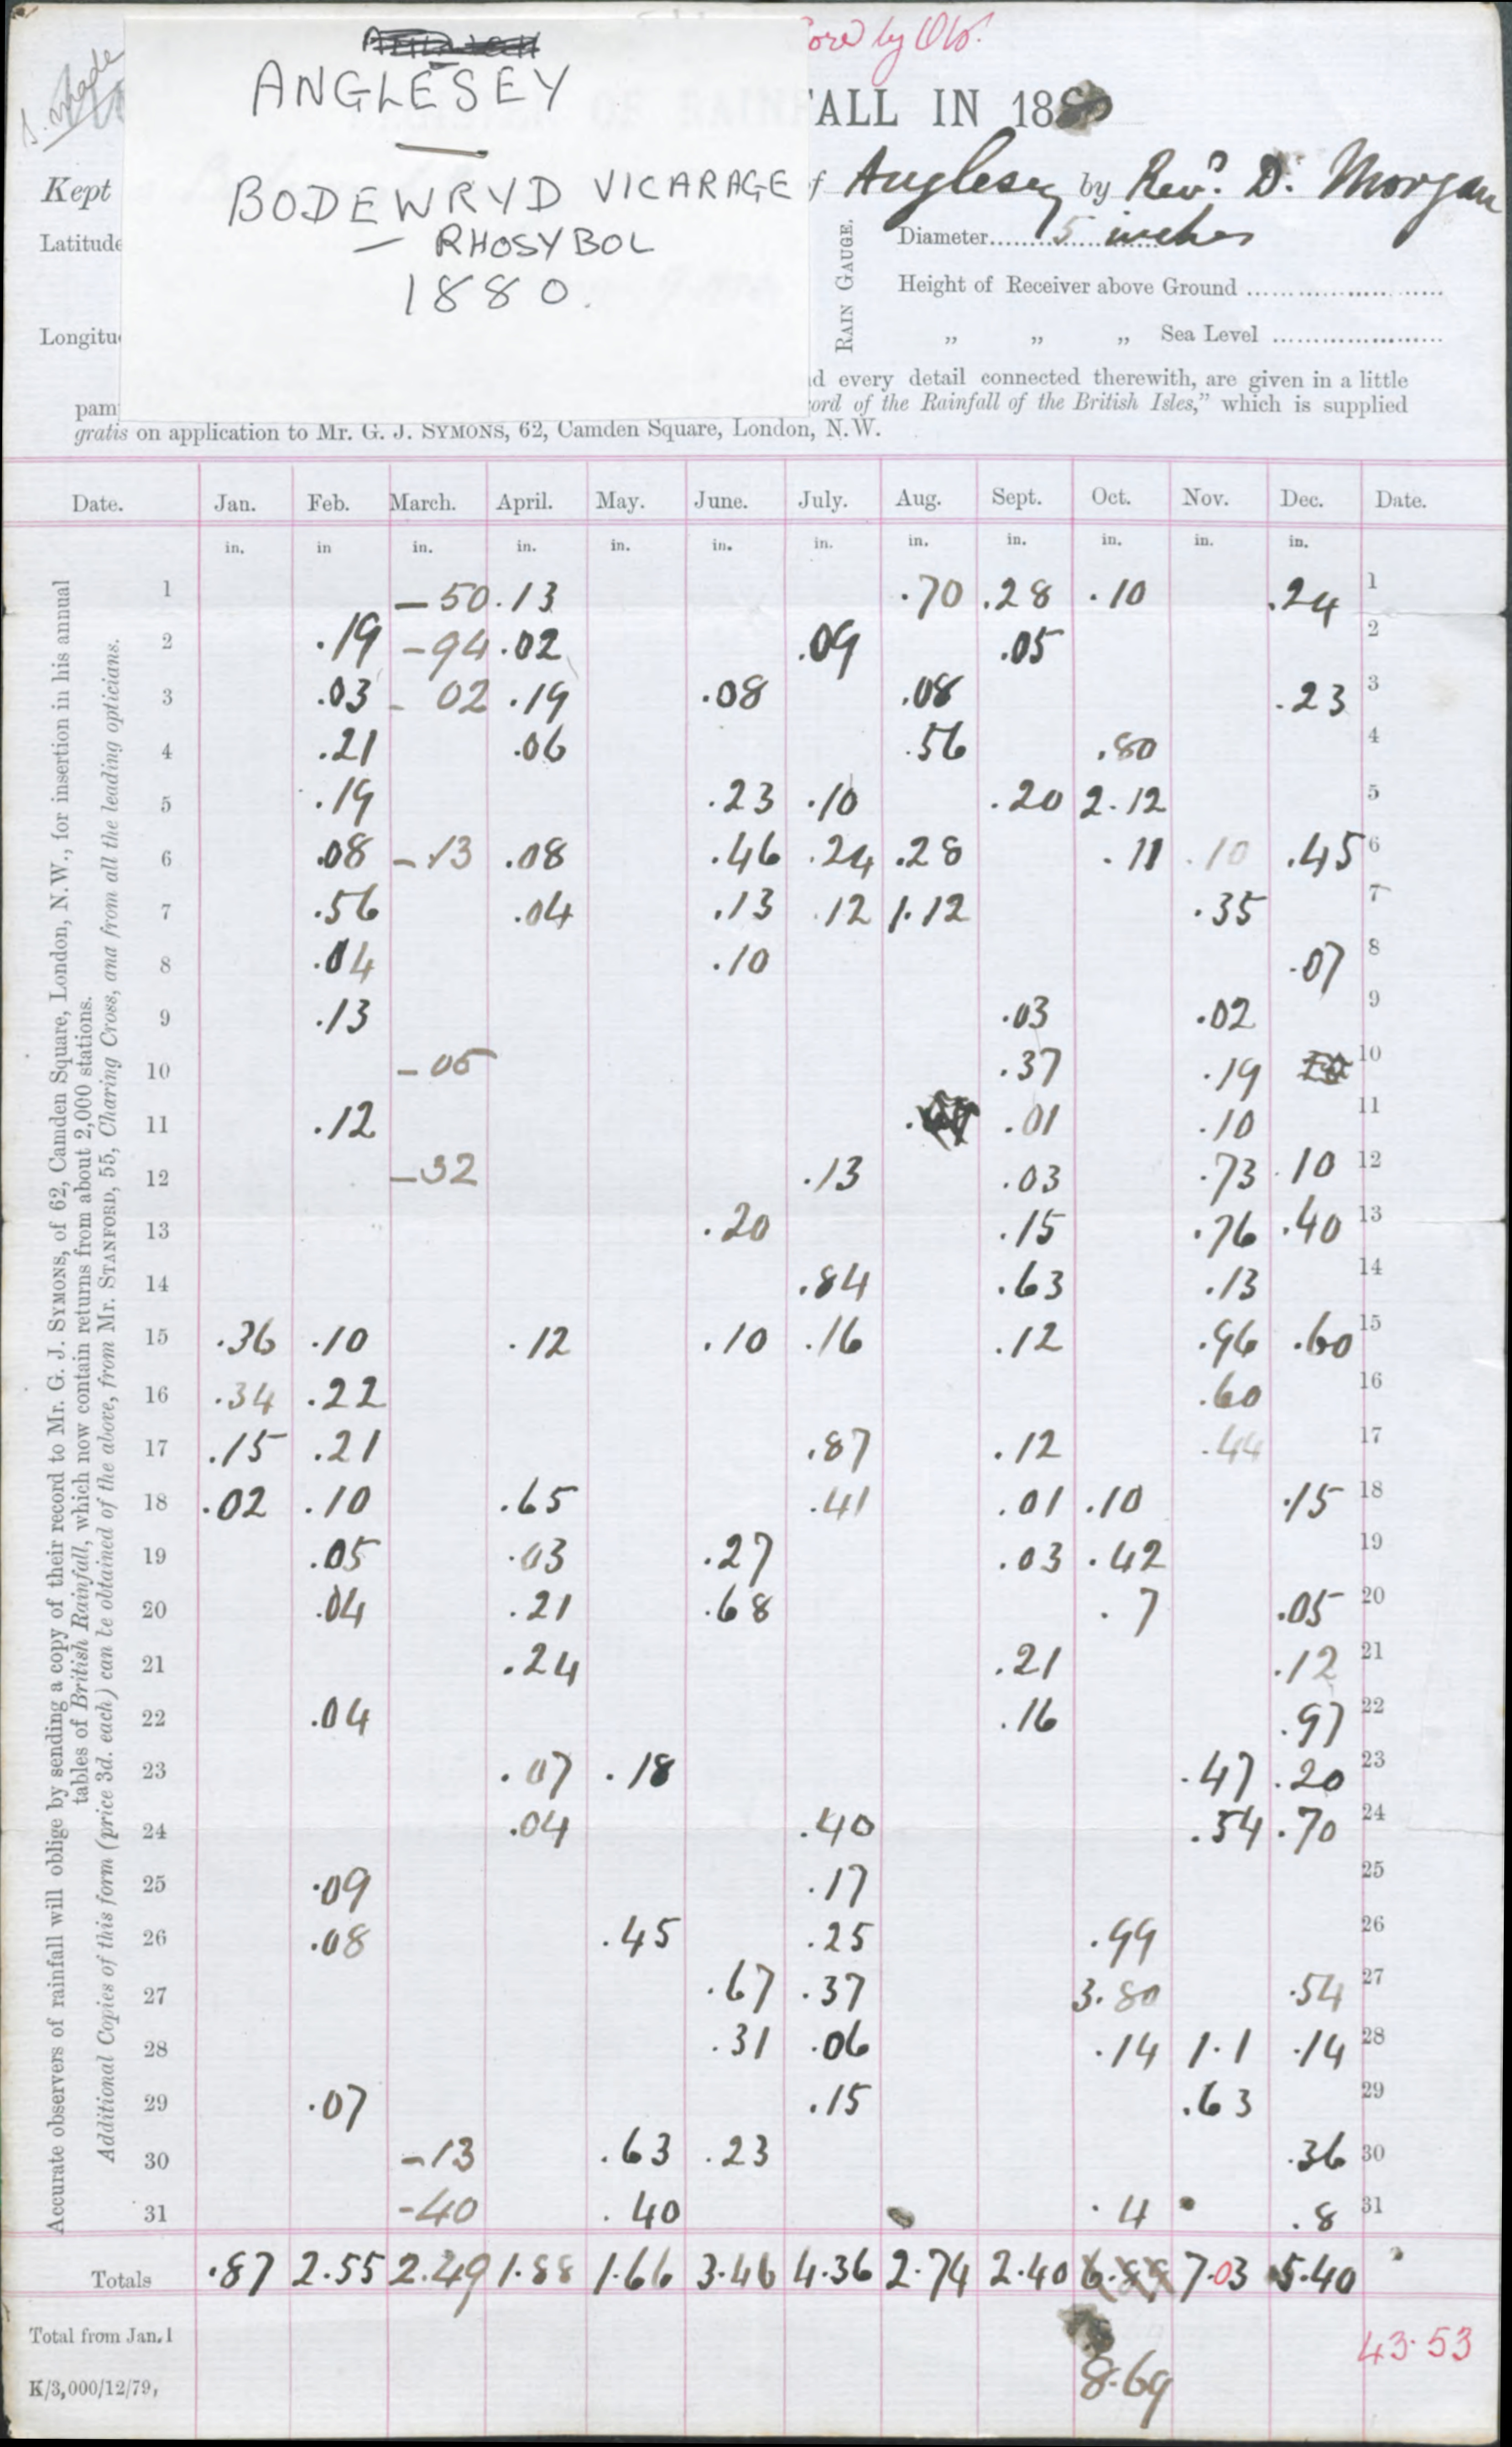 ore by Obs.
S. made
ANGLESEY
BODEWRYD VICARAGE
— RHOSYBOL
1880.
ALL IN 188
Kept
f Anglesey by Revd. D. Morgan
Latitude
RAIN GAUGE.
Diameter........5 inches
Height of Receiver above Ground ........................
Longitu
„ „ „ Sea Level .....................
d every detail connected therewith, are given in a little
pam
ord of the Rainfall of the British Isles,” which is supplied
gratis on application to Mr. G. J. SYMONS, 62, Camden Square, London, N.W.
Accurate observers of rainfall will oblige by sending a copy of their record to Mr. G. J. SYMONS, of 62, Camden Square, London, N.W., for insertion in his annual
tables of British Rainfall, which now contain returns from about 2,000 stations.
Additional Copies of this form (price 3d. each) can be obtained of the above, from Mr. STANFORD, 55, Charing Cross, and from all the leading opticians.
Date. Jan. Feb. March. April. May. June. July. Aug. Sept. Oct. Nov. Dec. Date.
in. in in. in. in. in. in. in. in. in. in. in.
1 —50 .13 .70 .28 .10 .24 1
2 .19 -94 .02 .09 .05 2
3 .03 - 02 .19 .08 .08 .23 3
4 .21 .06 .56 .80 4
5 .19 .23 .10 .20 2.12 5
6 .08 -13 .08 .46 .24 .28 .11 .10 .45 6
7 .56 .04 .13 .12 1.12 .35 7
8 .04 .10 .07 8
9 .13 .03 .02 9
10 -05 .37 .19 10
11 .12 .01 .10 11
12 -32 .13 .03 .73 .10 12
13 .20 .15 .76 .40 13
14 .84 .63 .13 14
15 .36 .10 .12 .10 .16 .12 .96 .60 15
16 .34 .22 .60 16
17 .15 .21 .87 .12 .44 17
18 .02 .10 .65 .41 .01 .10 .15 18
19 .05 .03 .27 .03 .42 19
20 .04 .21 .68 . 7 .05 20
21 .24 .21 .12 21
22 .04 .16 .97 22
23 .07 .18 .47 .20 23
24 .04 .40 .54 .70 24
25 .09 .17 25
26 .08 .45 .25 .99 26
27 .67 .37 3.80 .54 27
28 .31 .06 .14 1.1 .14 28
29 .07 .15 .63 29
30 -13 .63 .23 .36 30
31 -40 .40 . 4 .8 31
Totals .87 2.55 2.49 1.88 1.66 3.46 4.36 2.74 2.40 6.89 7.03 5.40
Total from Jan. 1 43.53
8.69
K/3,000/12/79,